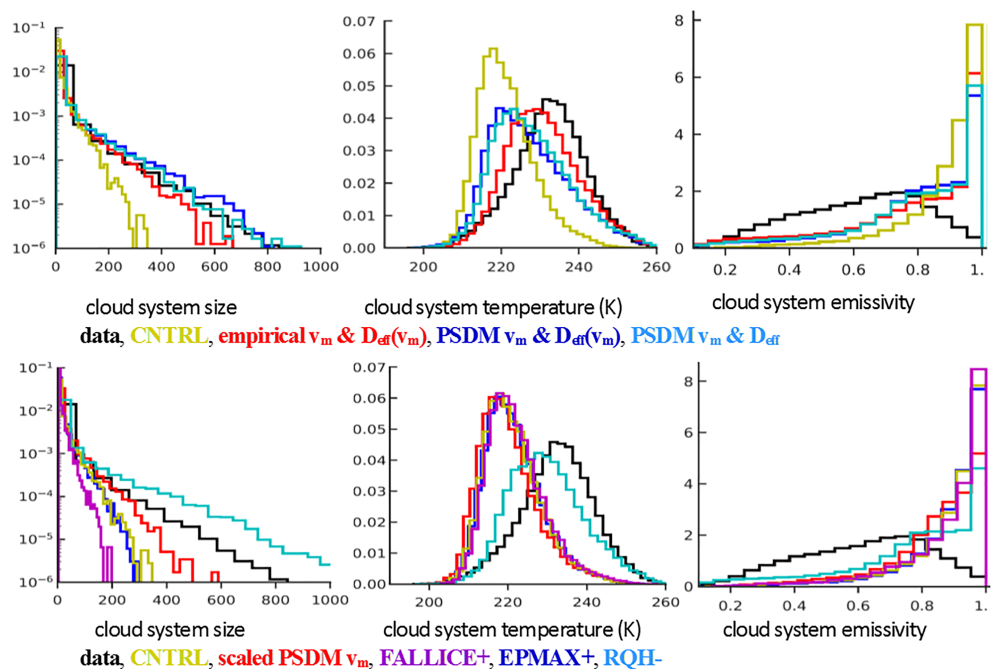 10⁻¹ 0.07 8
10⁻² 0.06 6
10⁻³ 0.05
10⁻⁴ 0.04 4
10⁻⁵ 0.03
0.02 2
0.01
10⁻⁶ 0.00 0
0 200 400 600 800 1000 200 220 240 260 0.2 0.4 0.6 0.8 1.
cloud system size cloud system temperature (K) cloud system emissivity
data, CNTRL, empirical vₘ & Dₑff(vₘ), PSDM vₘ & Dₑff(vₘ), PSDM vₘ & Dₑff
10⁻¹ 0.07 8
10⁻² 0.06 6
10⁻³ 0.05
10⁻⁴ 0.04 4
10⁻⁵ 0.03
0.02 2
0.01
10⁻⁶ 0.00 0
0 200 400 600 800 1000 200 220 240 260 0.2 0.4 0.6 0.8 1.
cloud system size cloud system temperature (K) cloud system emissivity
data, CNTRL, scaled PSDM vₘ, FALLICE+, EPMAX+, RQH-